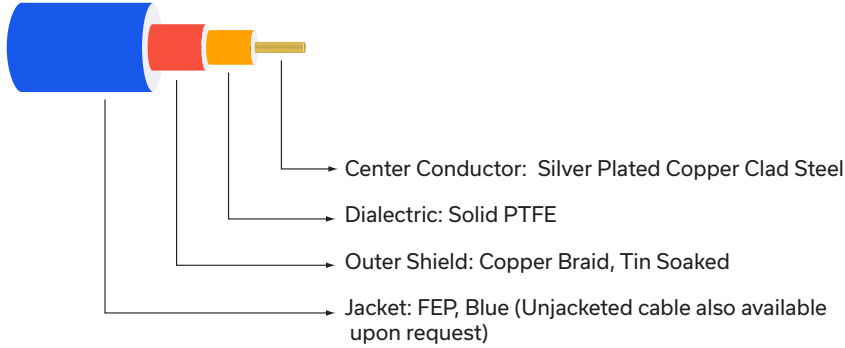 Center Conductor:  Silver Plated Copper Clad Steel
Dialectric: Solid PTFE
Outer Shield: Copper Braid, Tin Soaked
Jacket: FEP, Blue (Unjacketed cable also available
upon request)